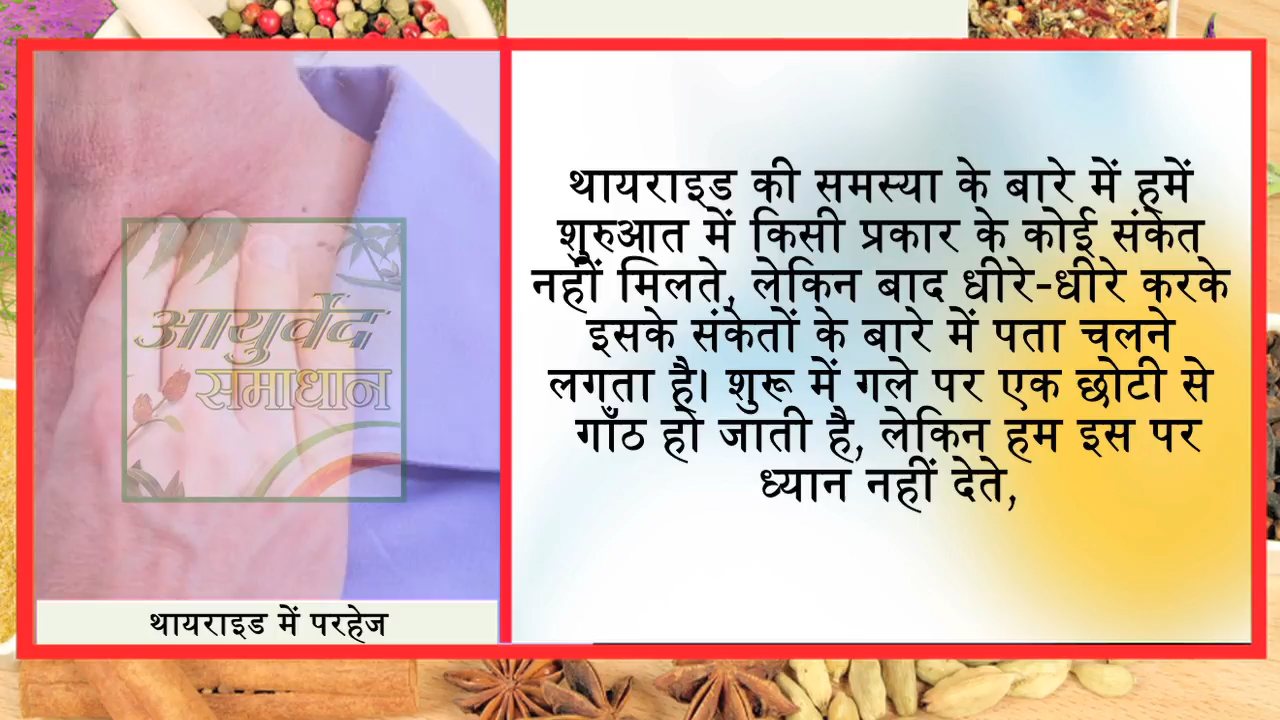 थायराइड की समस्या के बारे में हमें
शुरुआत में किसी प्रकार के कोई संकेत
नहीं मिलते, लेकिन बाद धीरे-धीरे करके
इसके संकेतों के बारे में पता चलने
लगता है। शुरू में गले पर एक छोटी से
गाँठ हो जाती है, लेकिन हम इस पर
ध्यान नहीं देते,
आयुर्वेद
समाधान
थायराइड में परहेज